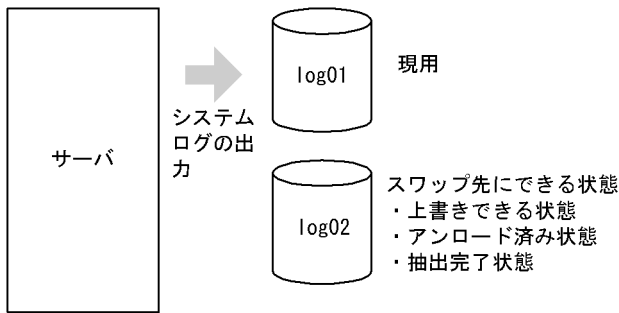 サーバ
システム
ログの出
力
log01
現用
log02
スワップ先にできる状態
・上書きできる状態
・アンロード済み状態
・抽出完了状態